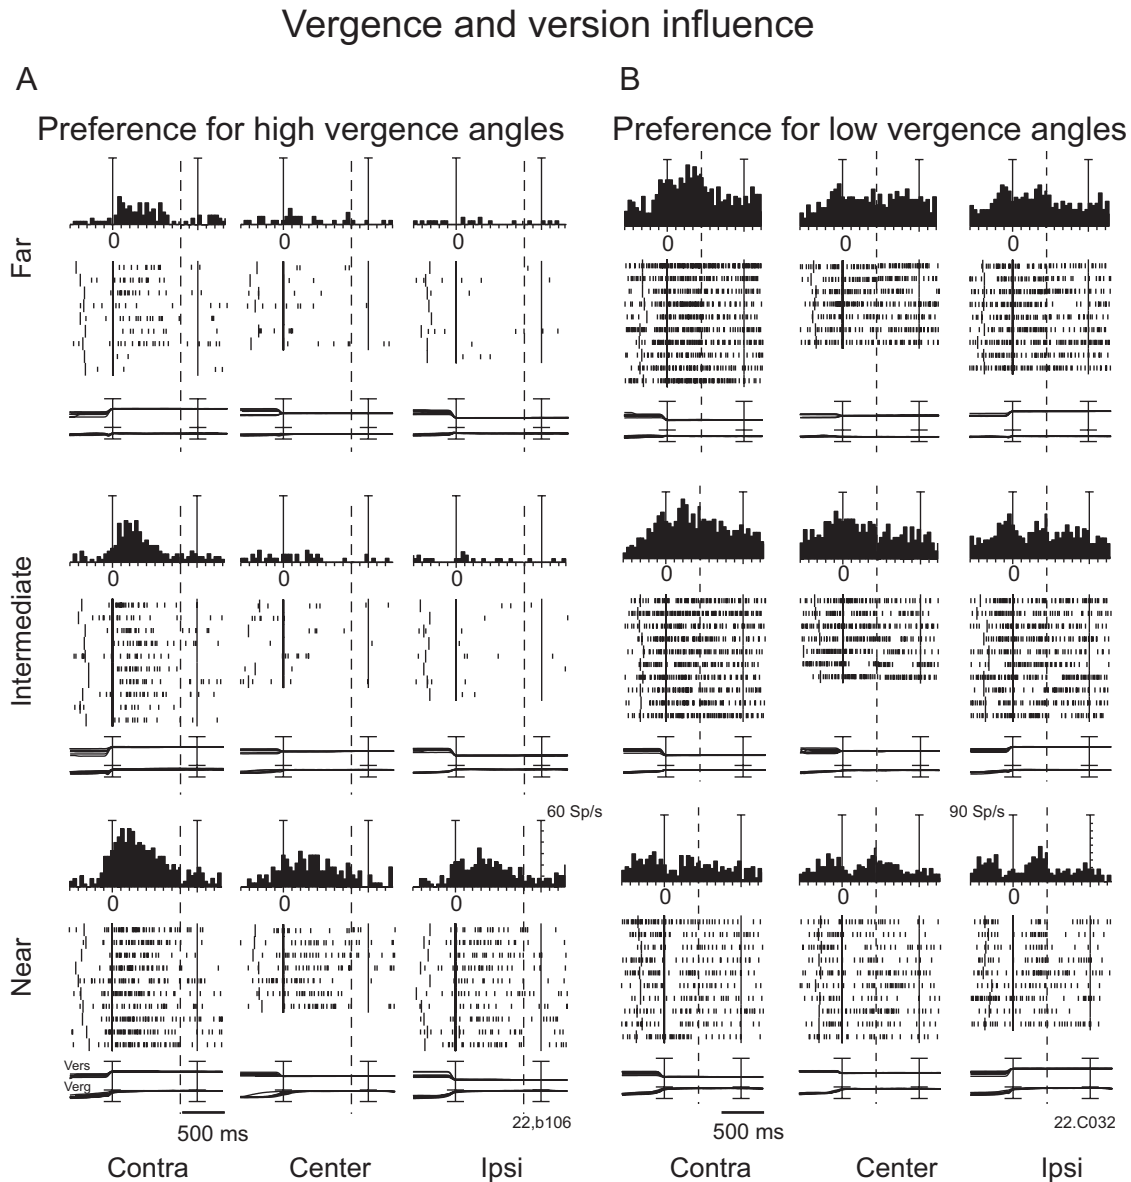 Vergence and version influence
A
B
Preference for high vergence angles
Preference for low vergence angles
Far
0
0
0
0
0
0
Intermediate
0
0
0
0
0
0
Near
60 Sp/s
90 Sp/s
0
0
0
0
0
0
Vers
Verg
500 ms
22,b106
500 ms
22.C032
Contra
Center
Ipsi
Contra
Center
Ipsi